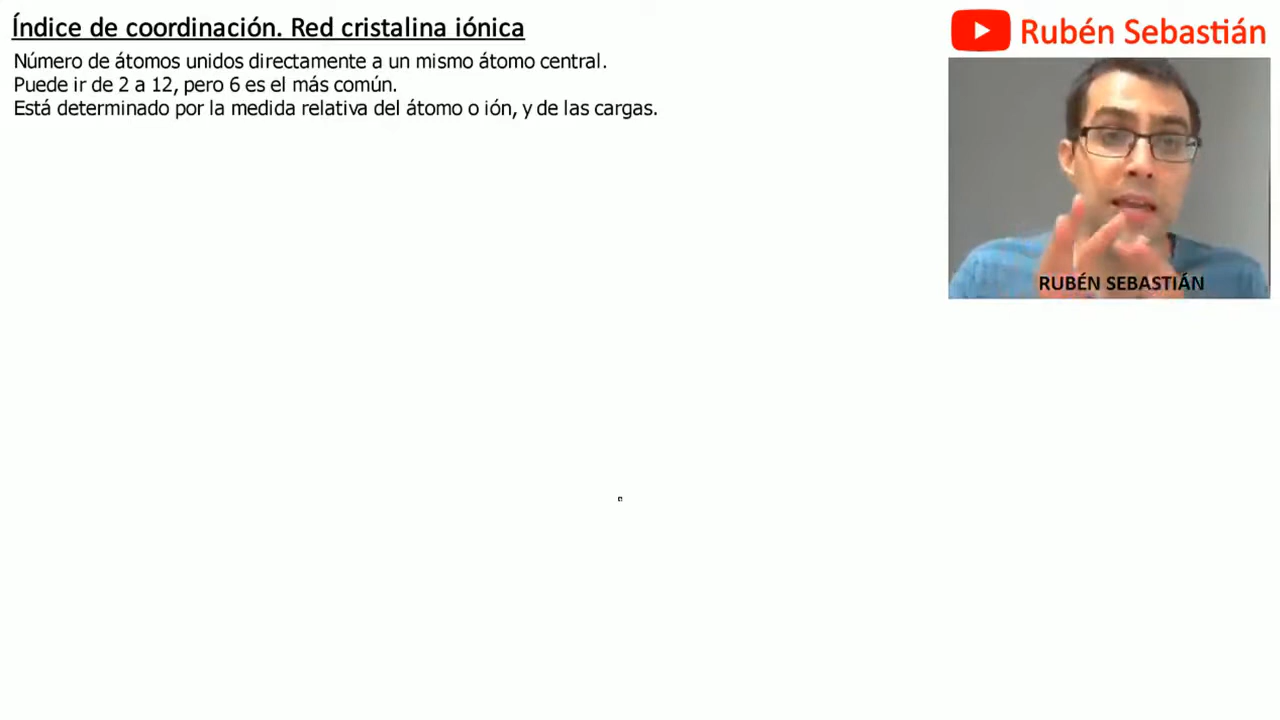 Índice de coordinación. Red cristalina iónica
Número de átomos unidos directamente a un mismo átomo central.
Puede ir de 2 a 12, pero 6 es el más común.
Está determinado por la medida relativa del átomo o ión, y de las cargas.
Rubén Sebastián
RUBÉN SEBASTIÁN